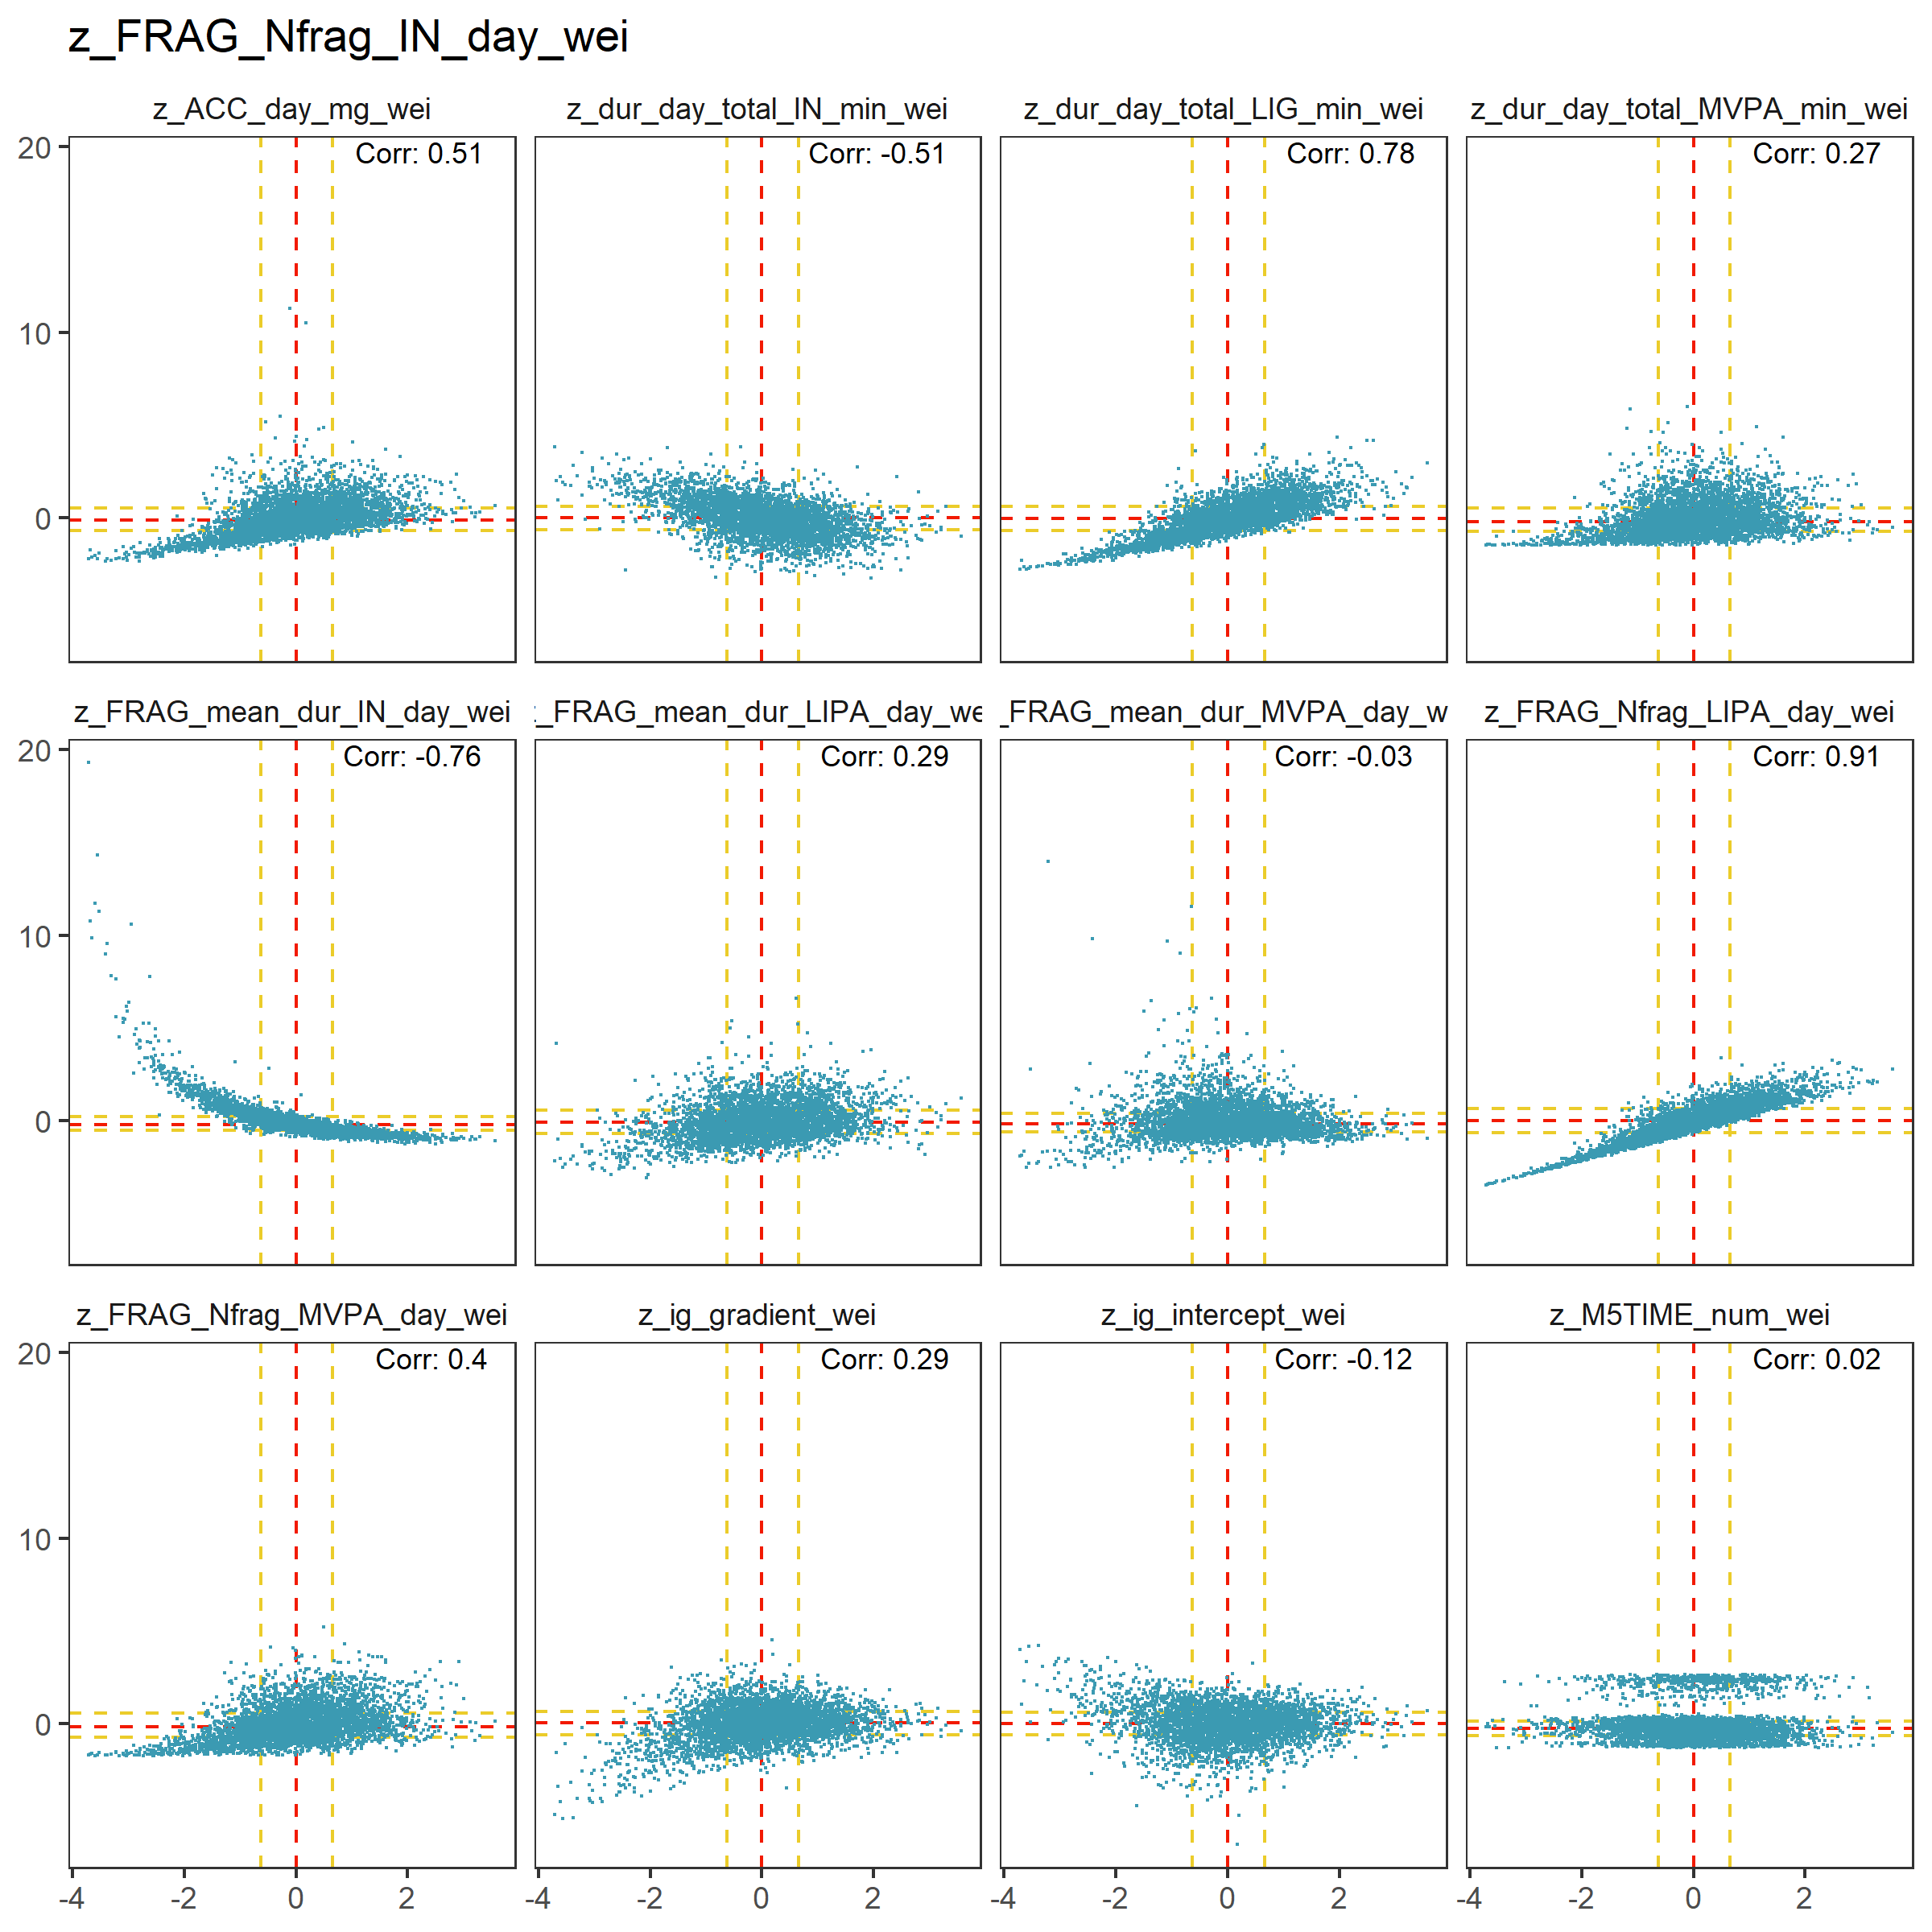 z_FRAG_Nfrag_IN_day_wei
z_ACC_day_mg_wei
z_dur_day_total_IN_min_wei
z_dur_day_total_LIG_min_wei
z_dur_day_total_MVPA_min_wei
20
Corr: 0.51
Corr: -0.51
Corr: 0.78
Corr: 0.27
10
0
z_FRAG_mean_dur_IN_day_wei
_FRAG_mean_dur_LIPA_day_we
_FRAG_mean_dur_MVPA_day_w
z_FRAG_Nfrag_LIPA_day_wei
20
Corr: -0.76
Corr: 0.29
Corr: -0.03
Corr: 0.91
10
0
z_FRAG_Nfrag_MVPA_day_wei
z_ig_gradient_wei
z_ig_intercept_wei
z_M5TIME_num_wei
20
Corr: 0.4
Corr: 0.29
Corr: -0.12
Corr: 0.02
10
0
-4 -2 0 2
-4 -2 0 2
-4 -2 0 2
-4 -2 0 2